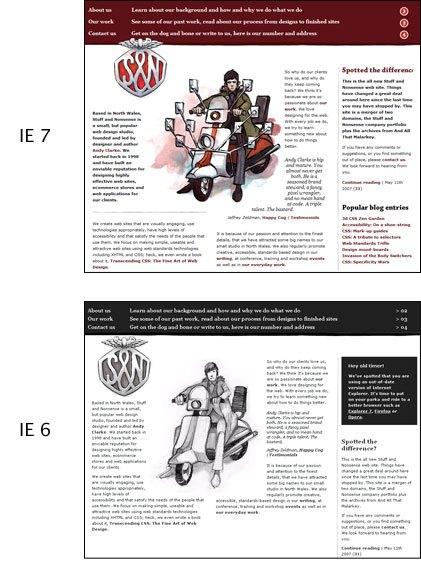 About us Learn about our background and how and why we do what we do 2
Our work See some of our past work, read about our process from designs to finished sites 3
Contact us Get on the dog and bone or write to us, here is our number and address 4
IE 7
S&N
Based in North Wales,
Stuff and Nonsense is
a small, but popular
web design studio,
founded and led by
designer and author
Andy Clarke. We
started back in 1998
and have built an
enviable reputation for
designing highly
effective web sites,
ecommerce stores and
web applications for
our clients.
So why do our clients
love us, and why do
they keep coming
back? We think it's
because we are so
passionate about our
work. We love
designing for the web.
With every job we do,
we try to learn
something new about
how to do things
better.
Andy Clarke is hip
and mature. You
almost never get
both. He is a
seasoned brand
steward, a fancy
pixel wrangler,
and no mean hand
at code. A triple
talent. The bastard.
Jeffrey Zeldman, Happy Cog | Testimonials
We create web sites that are visually engaging, use
technologies appropriately, have high levels of
accessibility and that satisfy the needs of the people that
use them. We focus on making simple, useable and
attractive web sites using web standards technologies
including XHTML and CSS; heck, we even wrote a book
about it, Transcending CSS: The Fine Art of Web
Design.
It is because of our passion and attention to the finest
details, that we have attracted some big names to our
small studio in North Wales. We also regularly promote
creative, accessible, standards-based design in our
writing, at conference, training and workshop events
as well as in our everyday work.
Spotted the differenc
This is the all new Stuff and
Nonsense web site. Things
have changed a great deal
around here since the last time
you may have stopped by. This
site is a merger of two
domains, the Stuff and
Nonsense company portfolio
plus the archives from And All
That Malarkey.
If you have any comments or
suggestions, or you find something
out of place, please contact us.
We look forward to hearing from
you.
Continue reading | May 11th
2007 (33)
Popular blog entries
3d CSS Zen Garden
Accessibility: On a shoe-string
CSS: Mark-up guides
CSS: A tribute to selectors
Web Standards Trifle
Design mood-boards
Invasion of the Body Switchers
CSS: Specificity Wars
About us Learn about our background and how and why we do what we do > 02
Our work See some of our past work, read about our process from designs to finished sites > 03
Contact us Get on the dog and bone or write to us, here is our number and address > 04
IE 6
S&N
Based in North Wales, Stuff
and Nonsense is a small,
but popular web design
studio, founded and led by
designer and author Andy
Clarke. We started back in
1998 and have built an
enviable reputation for
designing highly effective
web sites, ecommerce
stores and web applications
for our clients.
We create web sites that
are visually engaging, use
technologies appropriately,
have high levels of
accessibility and that satisfy the needs of the people that
use them. We focus on making simple, useable and
attractive web sites using web standards technologies
including XHTML and CSS; heck, we even wrote a book
about it, Transcending CSS: The Fine Art of Web
Design.
So why do our clients love us,
and why do they keep coming
back? We think it's because we
are so passionate about our
work. We love designing for the
web. With every job we do, we
try to learn something new
about how to do things better.
Andy Clarke is hip and
mature. You almost never get
both. He is a seasoned brand
steward, a fancy pixel
wrangler, and no mean hand
at code. A triple talent. The
bastard.
Jeffrey Zeldman, Happy Cog
| Testimonials
It is because of our passion
and attention to the finest
details, that we have attracted
some big names to our small
studio in North Wales. We also
regularly promote creative,
accessible, standards-based design in our writing, at
conference, training and workshop events as well as in
our everyday work.
Hey you old timer!
We've spotted that you are
using an out-of-date
version of Internet
Explorer. It's time to put
on your parka and ride to a
better browser such as
Explorer 7, Firefox or
Opera.
Spotted the
difference?
This is the all new Stuff and
Nonsense web site. Things have
changed a great deal around here
since the last time you may have
stopped by. This site is a merger of
two domains, the Stuff and
Nonsense company portfolio plus
the archives from And All That
Malarkey.
If you have any comments or
suggestions, or you find something
out of place, please contact us. We
look forward to hearing from you.
Continue reading | May 11th
2007 (33)